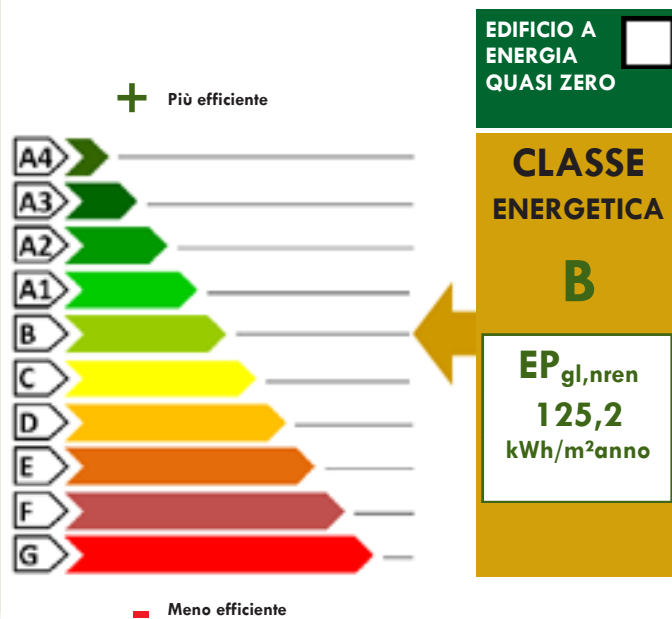 EDIFICIO A
ENERGIA
QUASI ZERO
+ Più efficiente
A4
A3
A2
A1
B
C
D
E
F
G
- Meno efficiente
CLASSE
ENERGETICA
B
EPgl,nren
125,2
kWh/m²anno